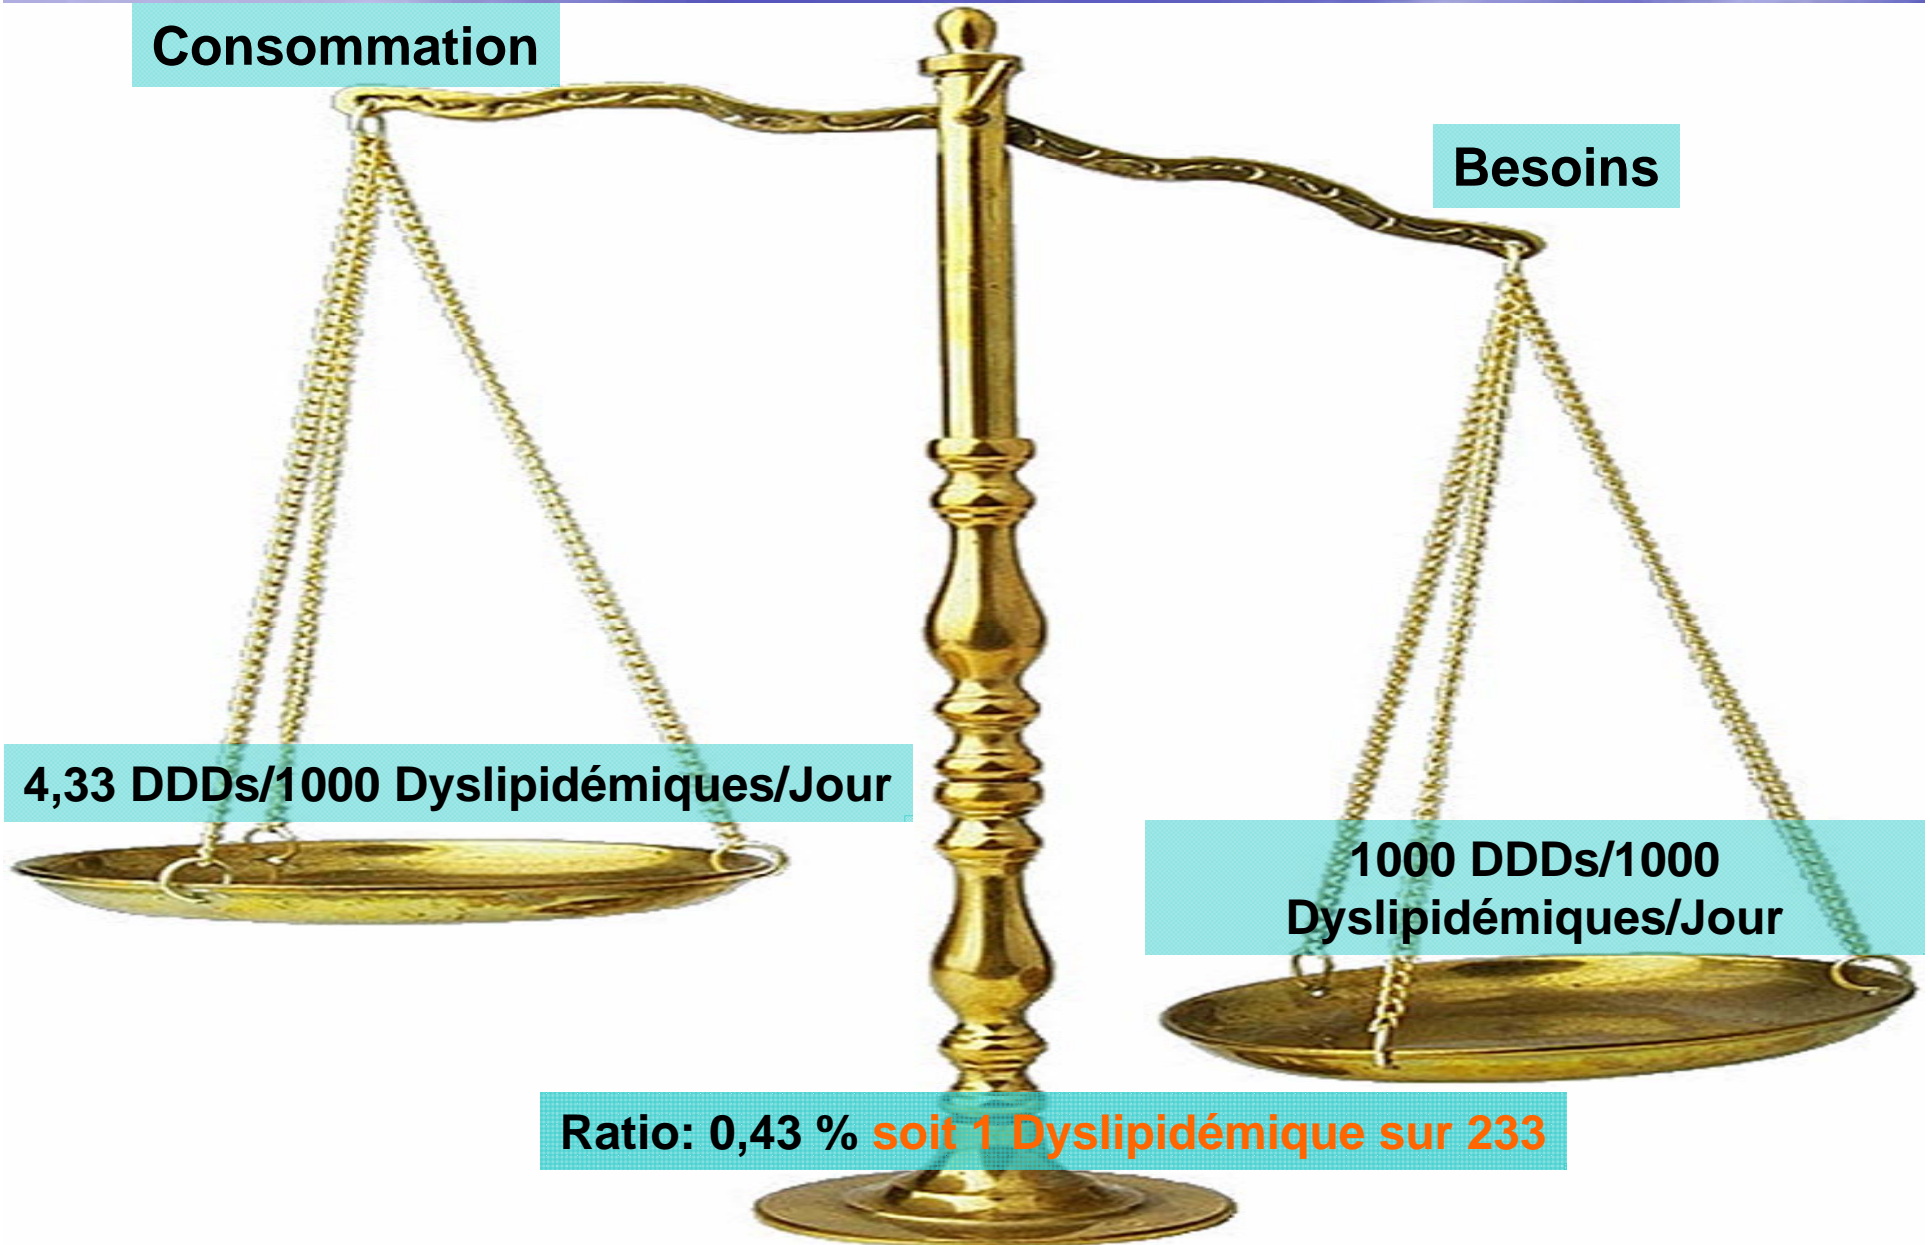 Consommation
Besoins
4,33 DDDs/1000 Dyslipidémiques/Jour
1000 DDDs/1000
Dyslipidémiques/Jour
Ratio: 0,43 % soit 1 Dyslipidémique sur 233